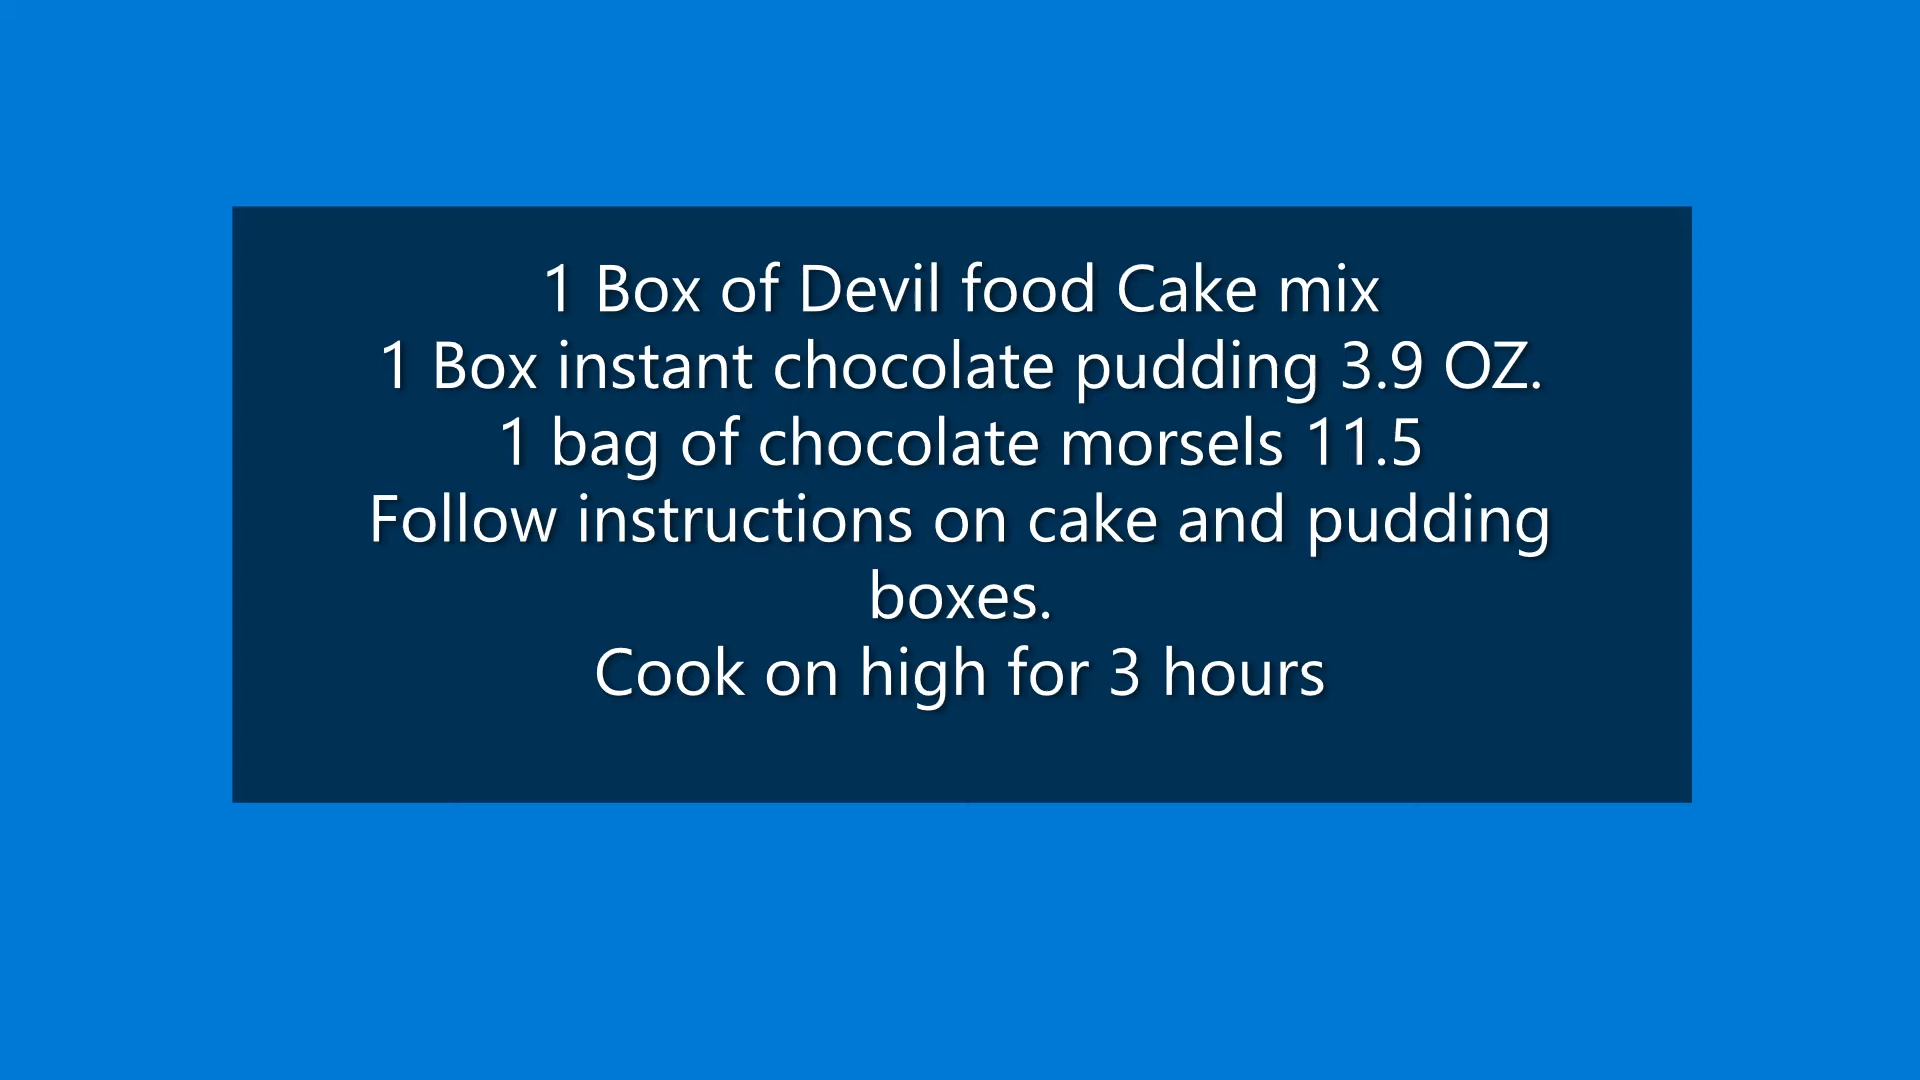 1 Box of Devil food Cake mix
1 Box instant chocolate pudding 3.9 OZ.
1 bag of chocolate morsels 11.5
Follow instructions on cake and pudding
boxes.
Cook on high for 3 hours